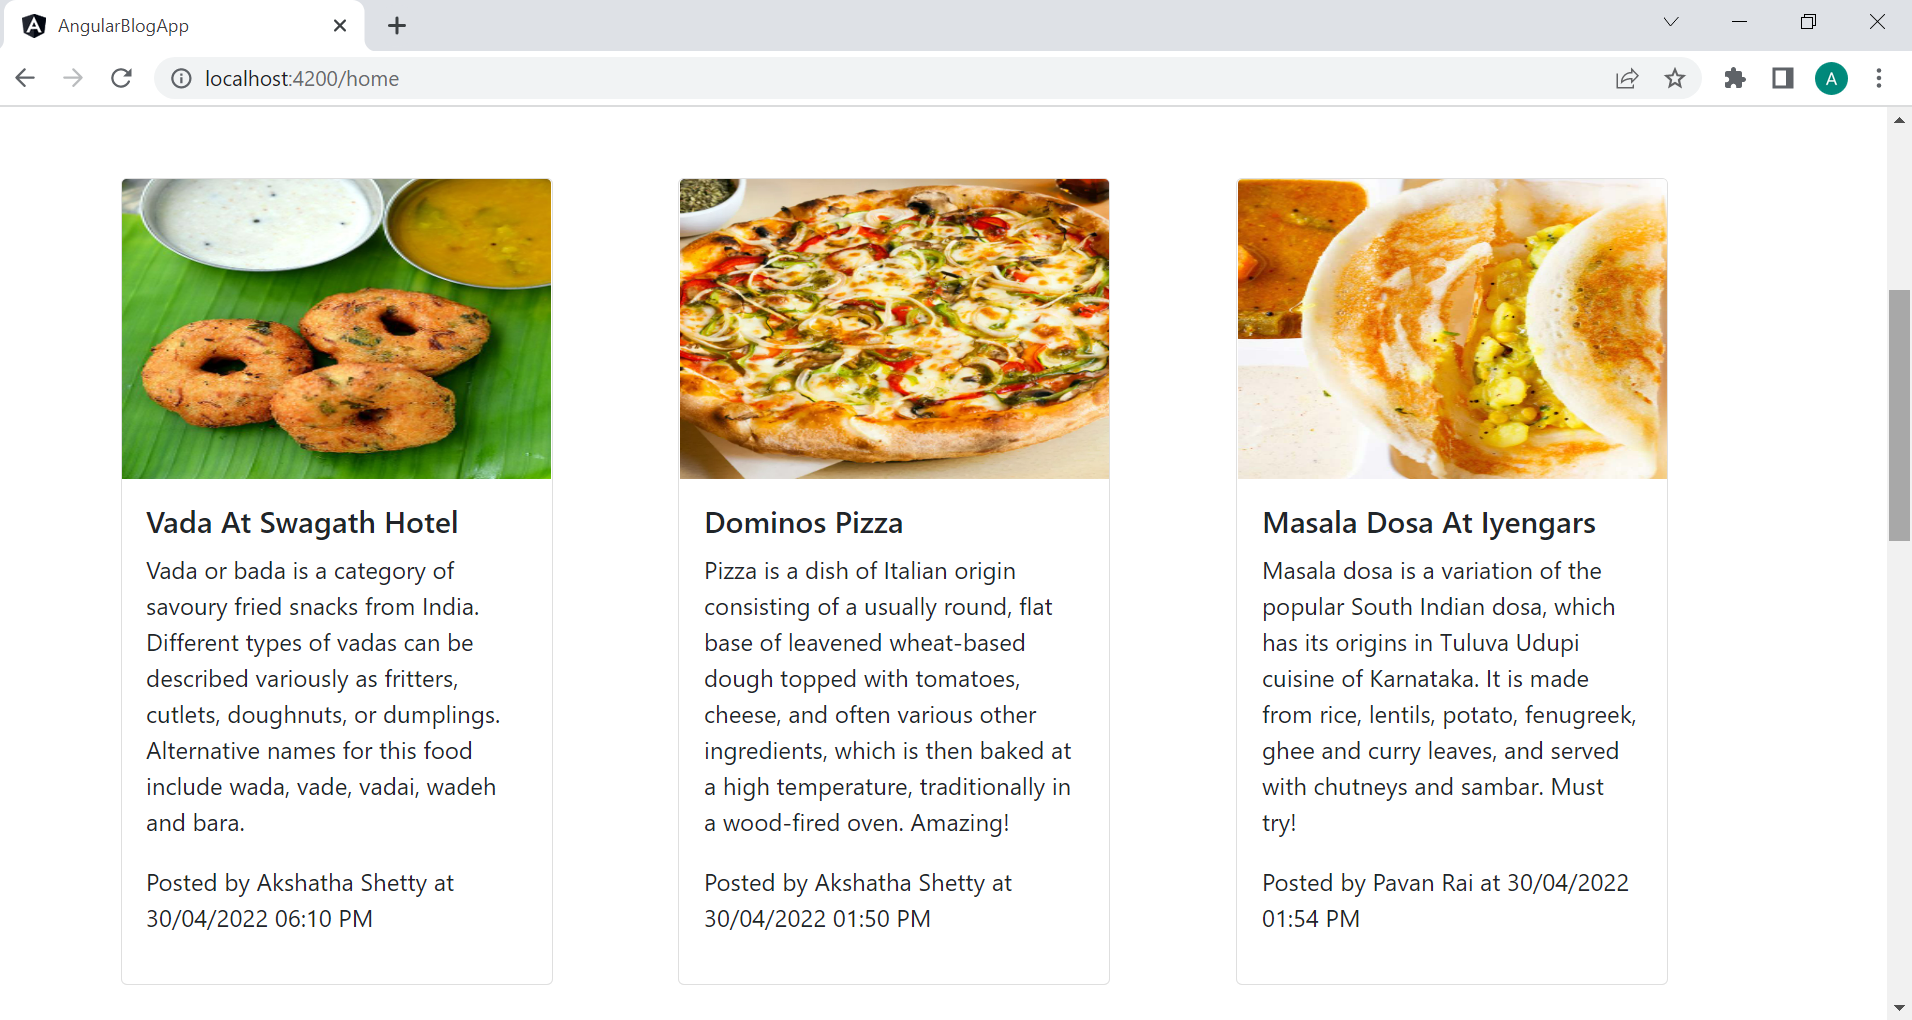 AngularBlogApp
localhost:4200/home
A
Vada At Swagath Hotel
Vada or bada is a category of
savoury fried snacks from India.
Different types of vadas can be
described variously as fritters,
cutlets, doughnuts, or dumplings.
Alternative names for this food
include wada, vade, vadai, wadeh
and bara.
Posted by Akshatha Shetty at
30/04/2022 06:10 PM
Dominos Pizza
Pizza is a dish of Italian origin
consisting of a usually round, flat
base of leavened wheat-based
dough topped with tomatoes,
cheese, and often various other
ingredients, which is then baked at
a high temperature, traditionally in
a wood-fired oven. Amazing!
Posted by Akshatha Shetty at
30/04/2022 01:50 PM
Masala Dosa At Iyengars
Masala dosa is a variation of the
popular South Indian dosa, which
has its origins in Tuluva Udupi
cuisine of Karnataka. It is made
from rice, lentils, potato, fenugreek,
ghee and curry leaves, and served
with chutneys and sambar. Must
try!
Posted by Pavan Rai at 30/04/2022
01:54 PM